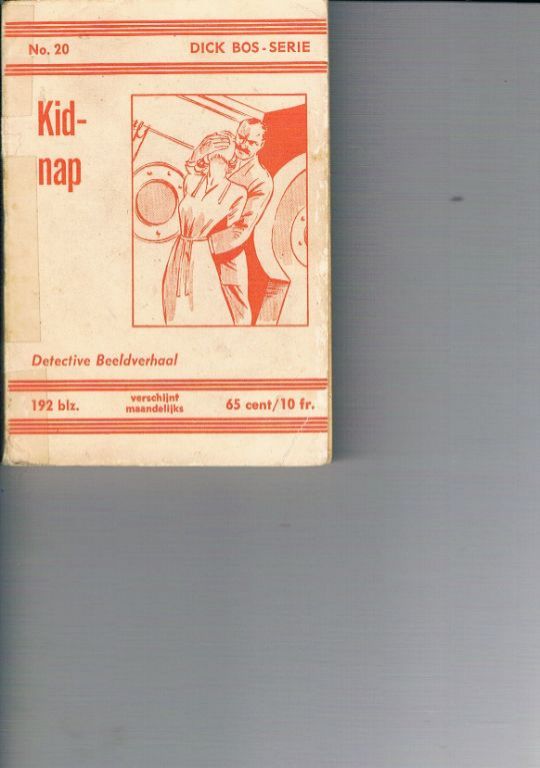 No. 20 DICK BOS - SERIE
Kid-
nap
Detective Beeldverhaal
192 blz. verschijnt maandelijks 65 cent/10 fr.